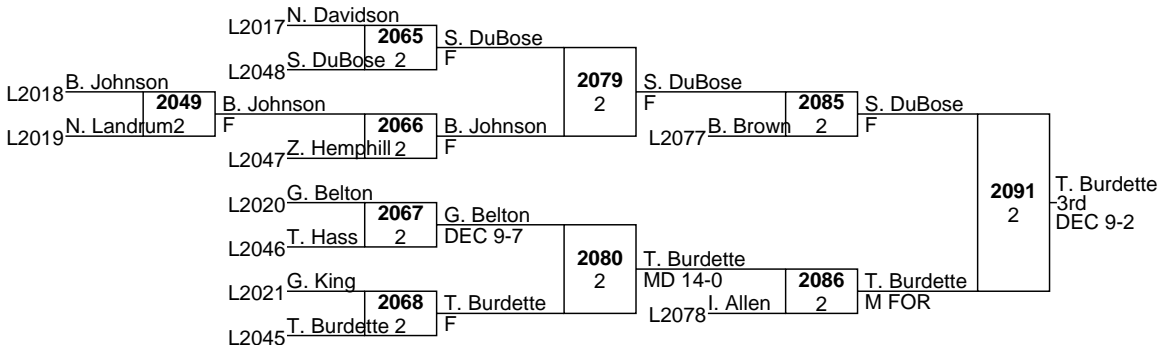 N. Davidson
L2017
2065
S. DuBose
S. DuBose 2
F
L2048
2079
2
B. Johnson
S. DuBose
L2018
2049
B. Johnson
F
2085
S. DuBose
N. Landrum 2
F
2066
B. Johnson
B. Brown 2
F
L2019
Z. Hemphill 2
F
L2077
L2047
2091
2
T. Burdette
3rd
DEC 9-2
G. Belton
L2020
2067
G. Belton
T. Hass 2
DEC 9-7
L2046
2080
2
G. King
T. Burdette
L2021
2068
T. Burdette
MD 14-0
2086
T. Burdette
T. Burdette 2
F
I. Allen 2
M FOR
L2045
L2078